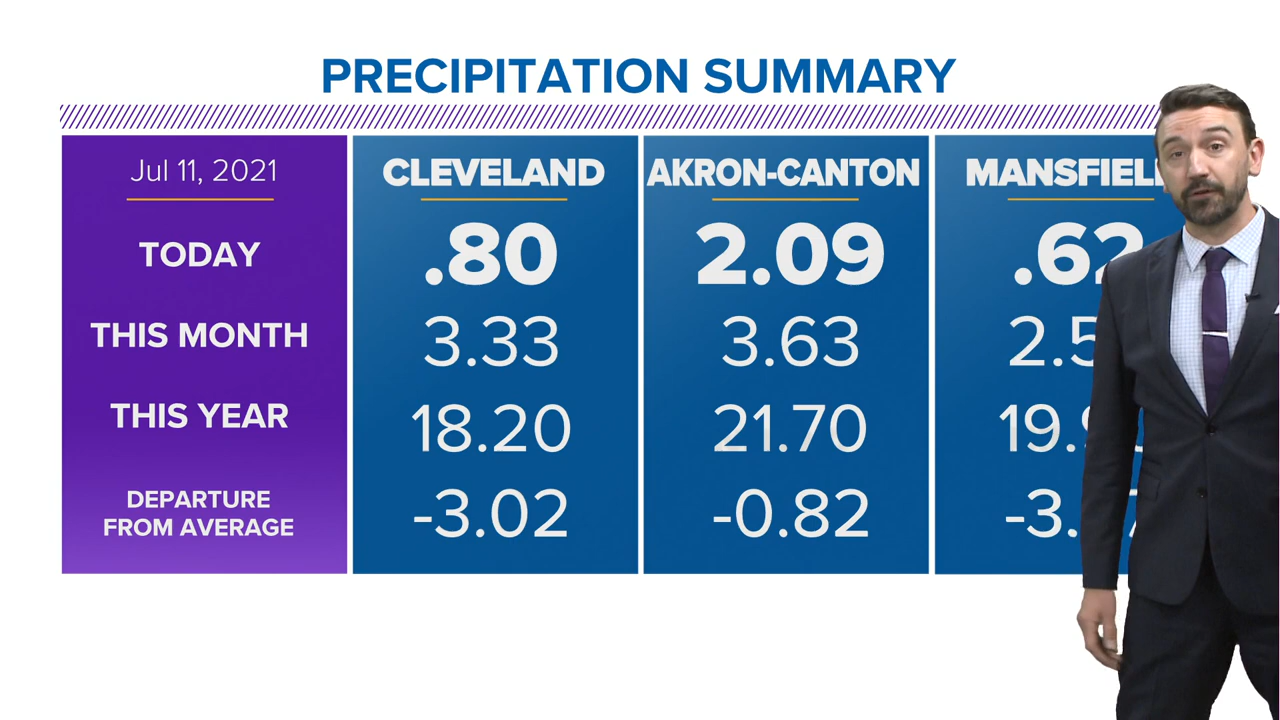 PRECIPITATION SUMMARY
Jul 11, 2021 CLEVELAND AKRON-CANTON
TODAY .80 2.09
THIS MONTH 3.33 3.63
THIS YEAR 18.20 21.70
DEPARTURE
FROM AVERAGE -3.02 -0.82